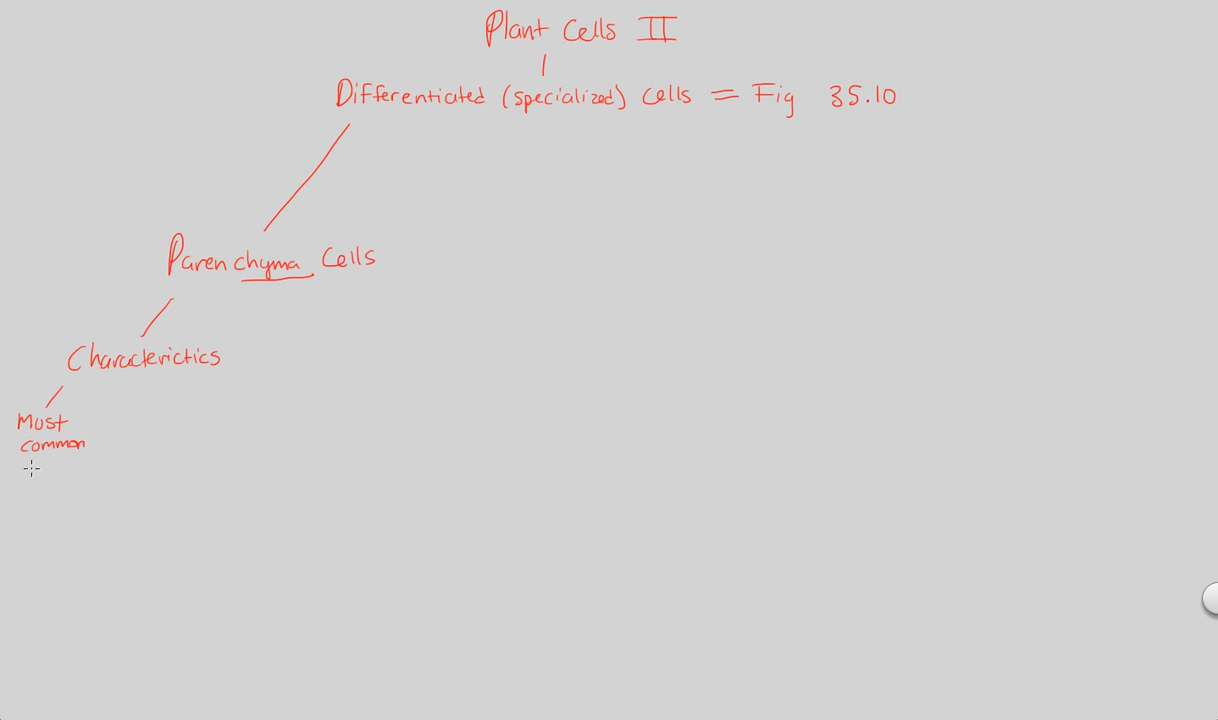 Plant Cells II
Differentiated (specialized) cells = Fig 35.10
Parenchyma Cells
Characterictics
Most
common